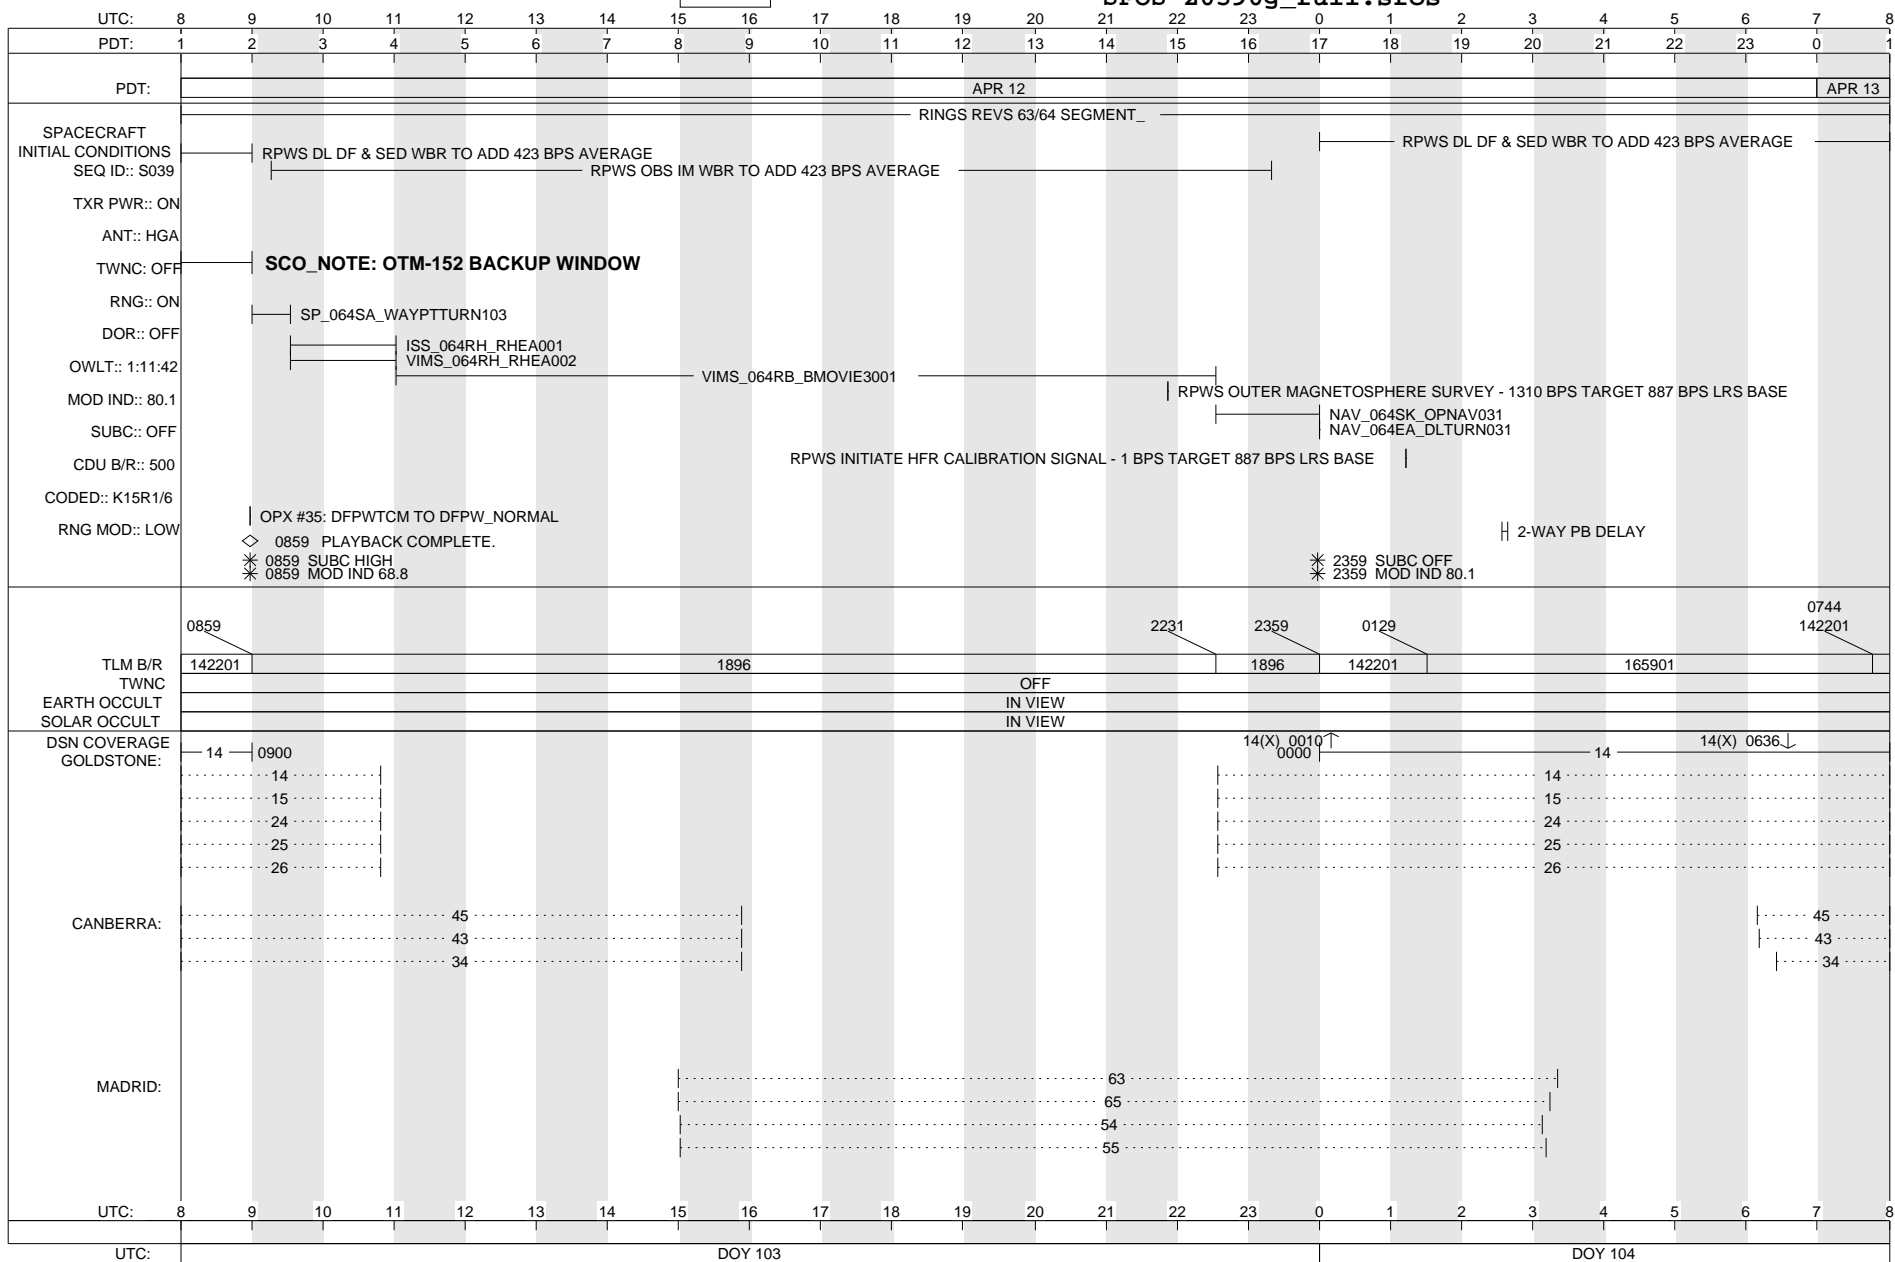 SFOS 20390g_full.sfos
UTC: 8 9 10 11 12 13 14 15 16 17 18 19 20 21 22 23 0 1 2 3 4 5 6 7 8
PDT: 1 2 3 4 5 6 7 8 9 10 11 12 13 14 15 16 17 18 19 20 21 22 23 0 1
PDT: APR 12 APR 13
RINGS REVS 63/64 SEGMENT_
SPACECRAFT
INITIAL CONDITIONS
RPWS DL DF & SED WBR TO ADD 423 BPS AVERAGE
RPWS DL DF & SED WBR TO ADD 423 BPS AVERAGE
SEQ ID:: S039
RPWS OBS IM WBR TO ADD 423 BPS AVERAGE
TXR PWR:: ON
ANT:: HGA
TWNC: OFF
SCO_NOTE: OTM-152 BACKUP WINDOW
RNG:: ON
SP_064SA_WAYPTTURN103
DOR:: OFF
ISS_064RH_RHEA001
VIMS_064RH_RHEA002
OWLT:: 1:11:42
VIMS_064RB_BMOVIE3001
RPWS OUTER MAGNETOSPHERE SURVEY - 1310 BPS TARGET 887 BPS LRS BASE
MOD IND:: 80.1
NAV_064SK_OPNAV031
NAV_064EA_DLTURN031
SUBC:: OFF
RPWS INITIATE HFR CALIBRATION SIGNAL - 1 BPS TARGET 887 BPS LRS BASE
CDU B/R:: 500
CODED:: K15R1/6
OPX #35: DFPWTCM TO DFPW_NORMAL
RNG MOD:: LOW
2-WAY PB DELAY
0859 PLAYBACK COMPLETE.
0859 SUBC HIGH
2359 SUBC OFF
0859 MOD IND 68.8
2359 MOD IND 80.1
0744
0859 2231 2359 0129 142201
TLM B/R 142201 1896 1896 142201 165901
TWNC OFF
EARTH OCCULT IN VIEW
SOLAR OCCULT IN VIEW
DSN COVERAGE
14(X) 0010 14(X) 0636
GOLDSTONE: 14 0900 0000 14
14 14
15 15
24 24
25 25
26 26
CANBERRA: 45 45
43 43
34 34
MADRID: 63
65
54
55
UTC: 8 9 10 11 12 13 14 15 16 17 18 19 20 21 22 23 0 1 2 3 4 5 6 7 8
UTC: DOY 103 DOY 104